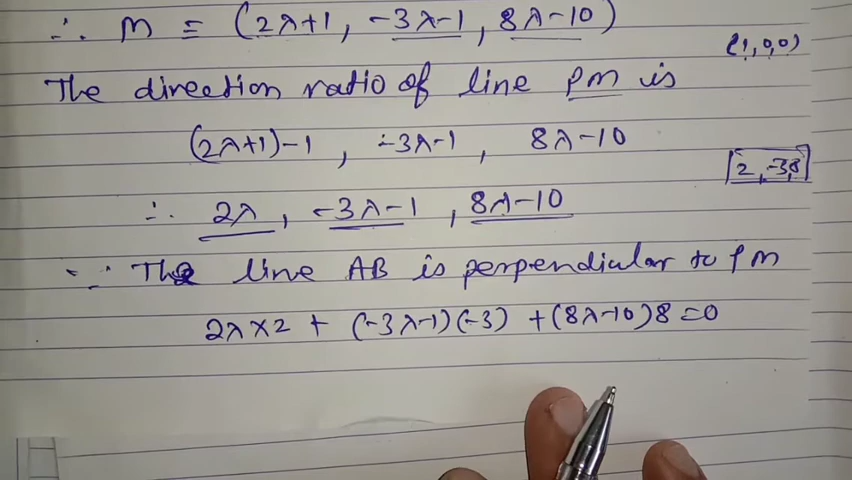 ∴ M ≡ (2λ+1, -3λ-1, 8λ-10)
(1,0,0)
The direction ratio of line PM is
(2λ+1)-1, -3λ-1, 8λ-10
[2, -3, 8]
∴ 2λ, -3λ-1, 8λ-10
∵ The line AB is perpendicular to PM
2λ×2 + (-3λ-1)(-3) + (8λ-10)8=0